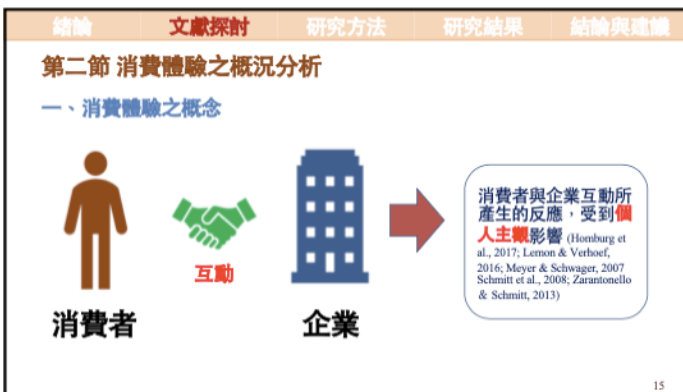 緒論 文獻探討 研究方法 研究結果 結論與建議
第二節 消費體驗之概況分析
一、消費體驗之概念
消費者與企業互動所
產生的反應，受到個
人主觀影響 (Homburg et
al., 2017; Lemon & Verhoef,
2016; Meyer & Schwager, 2007
Schmitt et al., 2008; Zarantonello
& Schmitt, 2013)
互動
消費者
企業
15